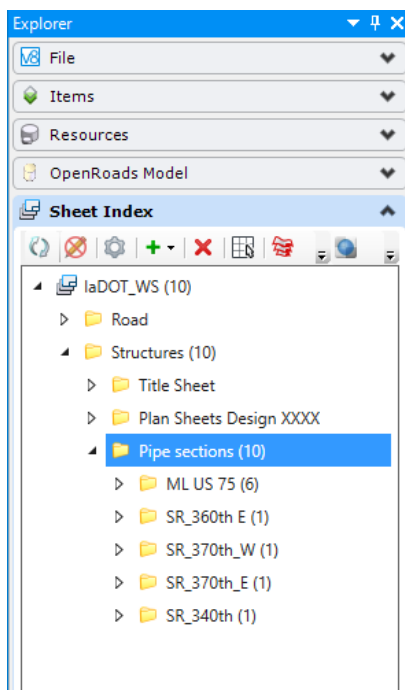 Explorer
V8 File
Items
Resources
OpenRoads Model
Sheet Index
IaDOT_WS (10)
Road
Structures (10)
Title Sheet
Plan Sheets Design XXXX
Pipe sections (10)
ML US 75 (6)
SR_360th E (1)
SR_370th_W (1)
SR_370th_E (1)
SR_340th (1)